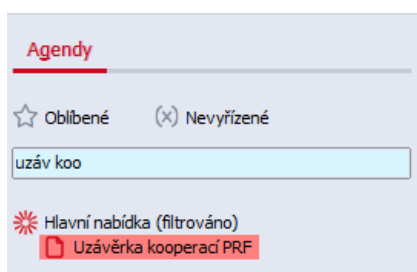 Agendy
Oblíbené (x) Nevyřízené
uzáv koo
Hlavní nabídka (filtrováno)
Uzávěrka kooperací PRF